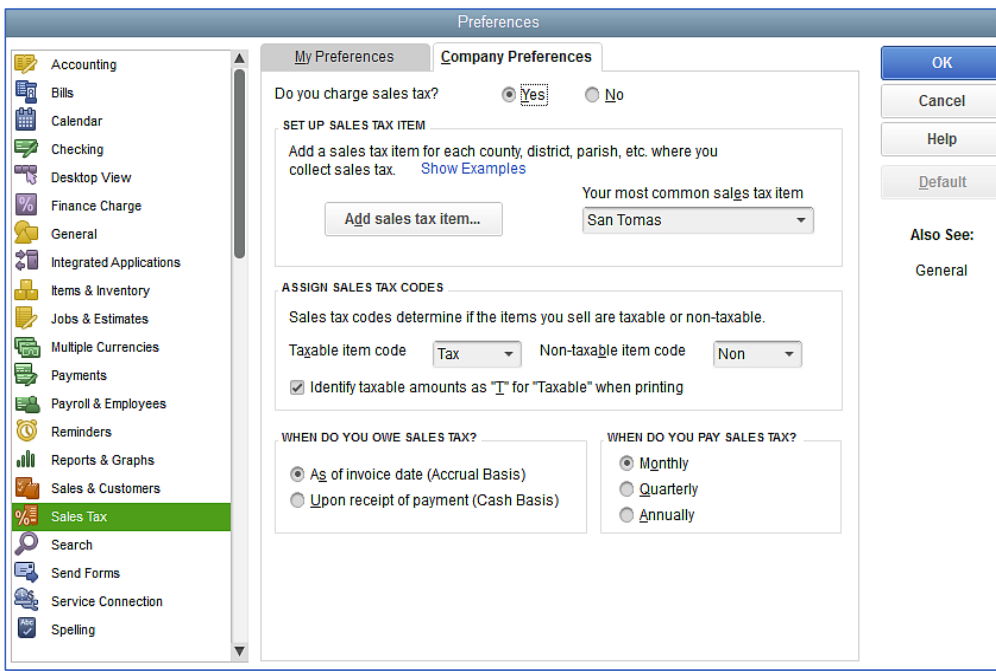 Preferences
Accounting
Bills
Calendar
Checking
Desktop View
Finance Charge
General
Integrated Applications
Items & Inventory
Jobs & Estimates
Multiple Currencies
Payments
Payroll & Employees
Reminders
Reports & Graphs
Sales & Customers
Sales Tax
Search
Send Forms
Service Connection
Abc
Spelling
My Preferences
Company Preferences
Do you charge sales tax? Yes No
SET UP SALES TAX ITEM
Add a sales tax item for each county, district, parish, etc. where you
collect sales tax. Show Examples
Your most common sales tax item
Add sales tax item...
San Tomas
ASSIGN SALES TAX CODES
Sales tax codes determine if the items you sell are taxable or non-taxable.
Taxable item code Tax Non-taxable item code Non
Identify taxable amounts as "T" for "Taxable" when printing
WHEN DO YOU OWE SALES TAX?
As of invoice date (Accrual Basis)
Upon receipt of payment (Cash Basis)
WHEN DO YOU PAY SALES TAX?
Monthly
Quarterly
Annually
OK
Cancel
Help
Default
Also See:
General